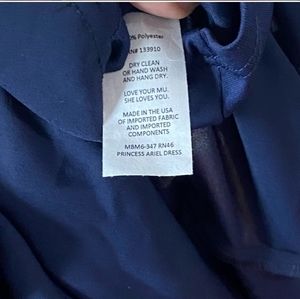 % Polyester
RN# 133910
DRY CLEAN
OR HAND WASH
AND HANG DRY.
LOVE YOUR MU.
SHE LOVES YOU.
MADE IN THE USA
OF IMPORTED FABRIC
AND IMPORTED
COMPONENTS
MBM6-347 RN46
PRINCESS ARIEL DRESS